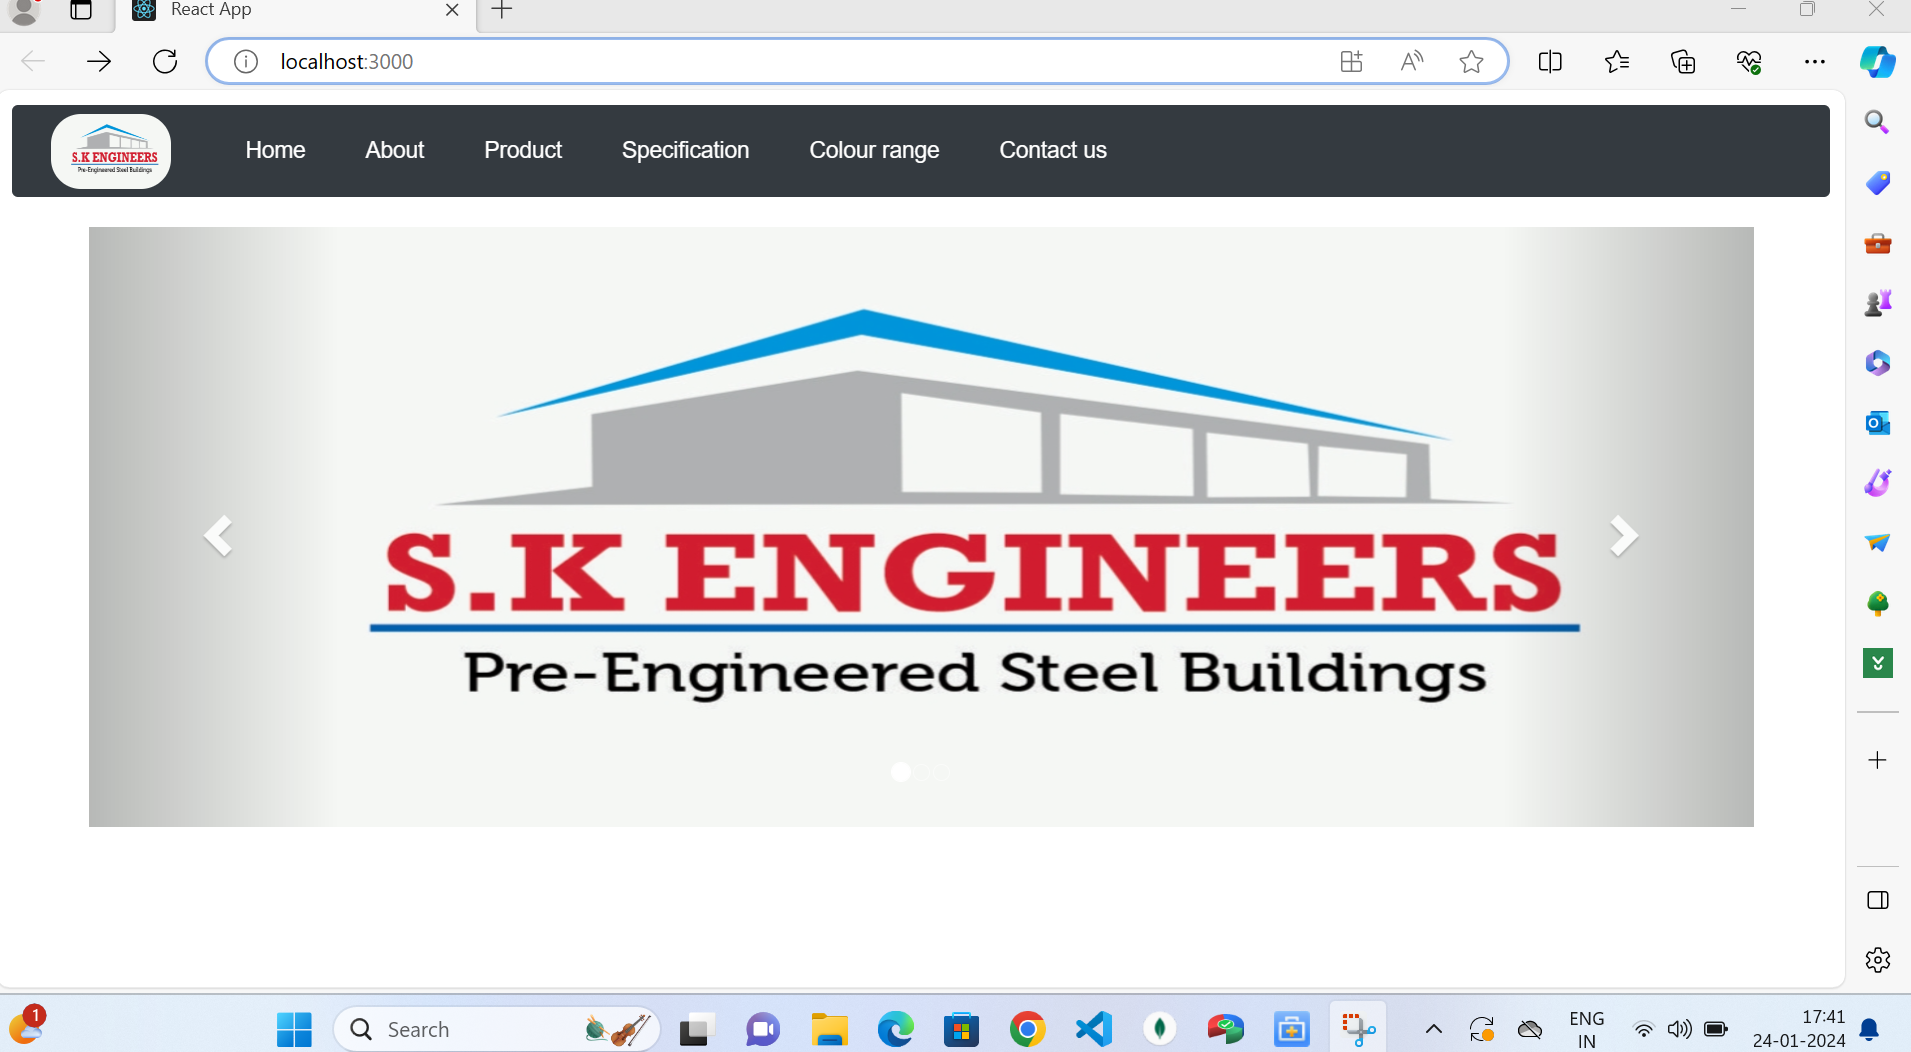 React App
localhost:3000
S.K ENGINEERS
Pre-Engineered Steel Buildings
Home About Product Specification Colour range Contact us
S.K ENGINEERS
Pre-Engineered Steel Buildings
1
Search
ENG
IN
17:41
24-01-2024